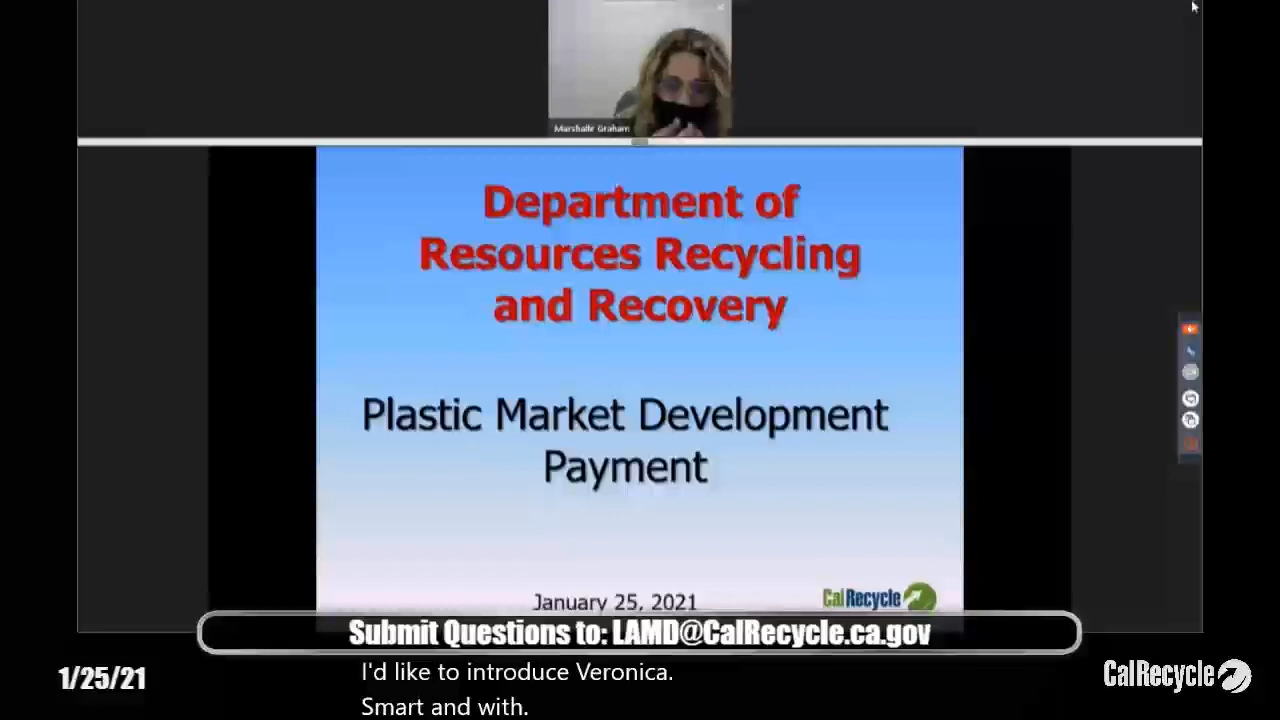 Marshalle Graham
Department of
Resources Recycling
and Recovery
Plastic Market Development
Payment
January 25, 2021
CalRecycle
Submit Questions to: LAMD@CalRecycle.ca.gov
I'd like to introduce Veronica.
Smart and with.
1/25/21
CalRecycle